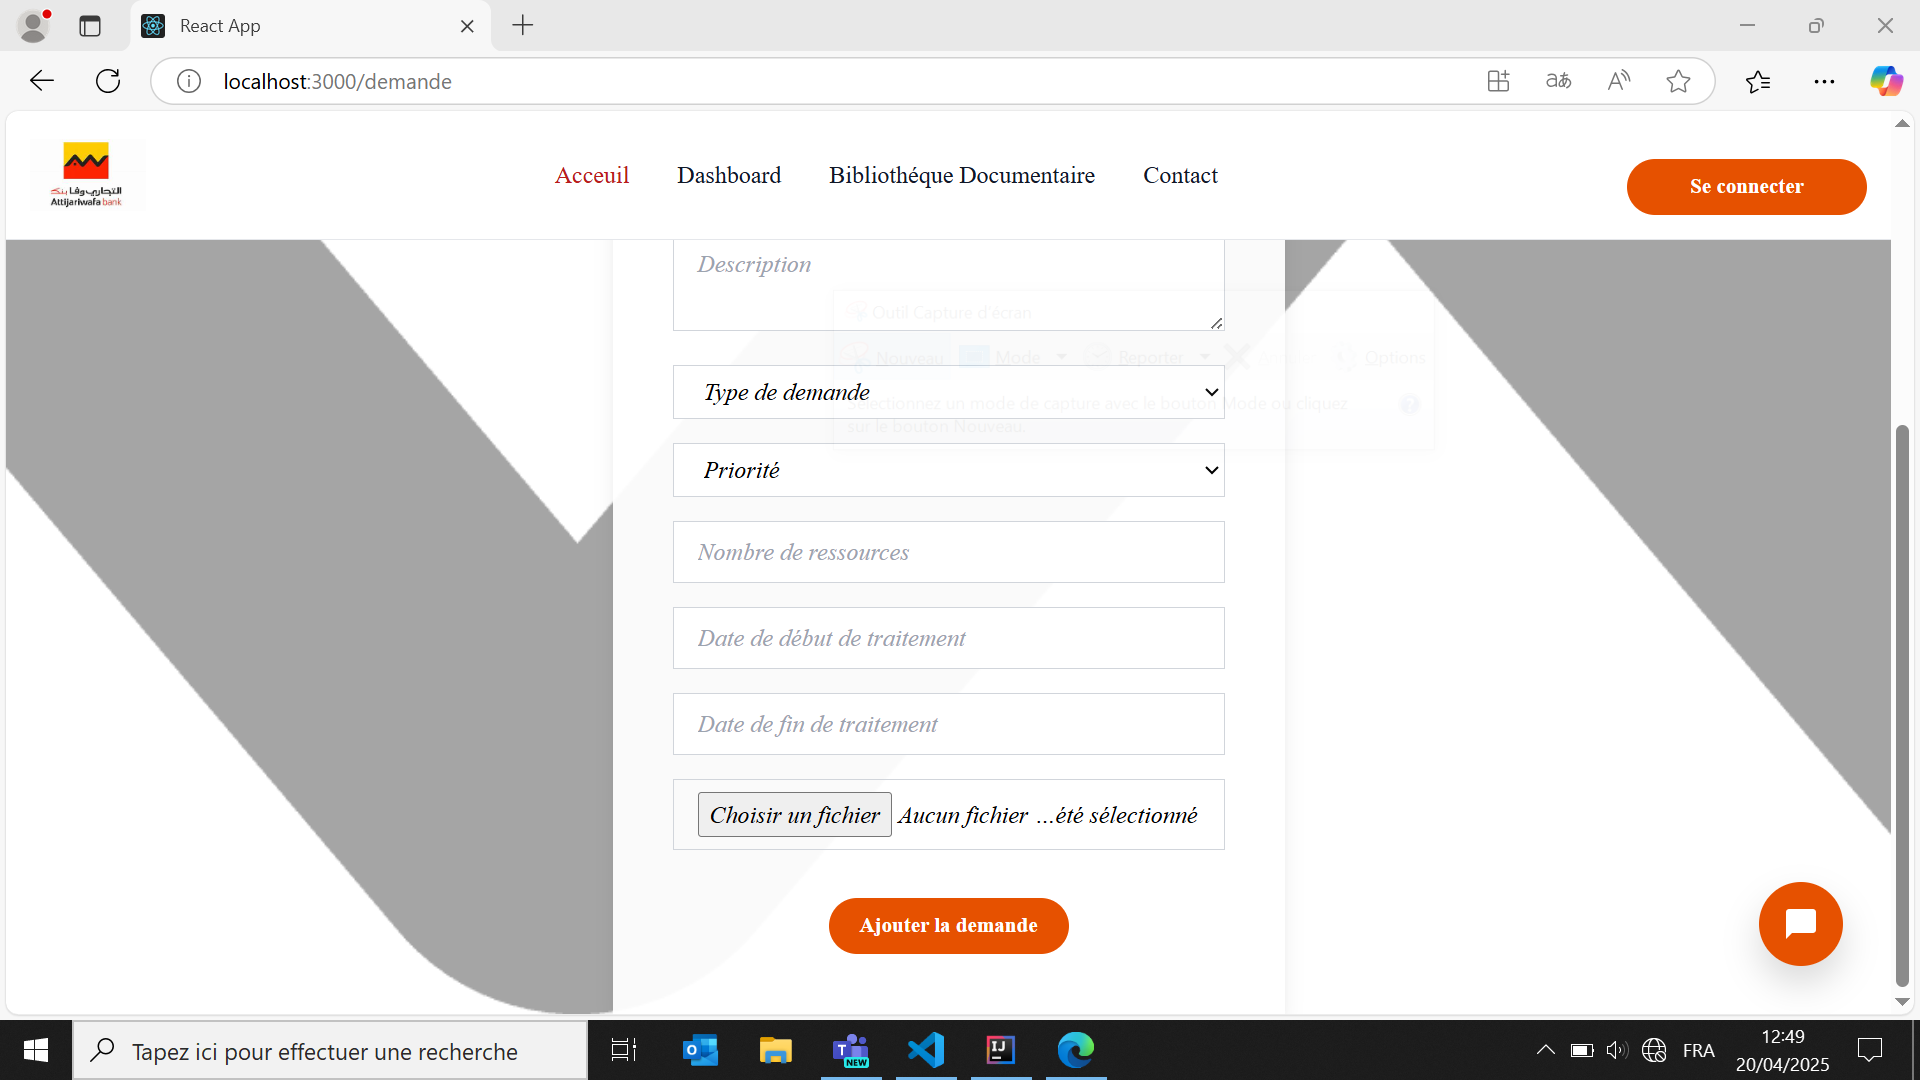 React App
localhost:3000/demande
التجاري وفا بنك
Attijariwafa bank
Acceuil
Dashboard
Bibliothéque Documentaire
Contact
Se connecter
Description
Outil Capture d'écran
Nouveau
Mode
Reporter
Options
Type de demande
Sélectionnez un mode de capture avec le bouton Mode ou cliquez
sur le bouton Nouveau.
Priorité
Nombre de ressources
Date de début de traitement
Date de fin de traitement
Choisir un fichier Aucun fichier ...été sélectionné
Ajouter la demande
Tapez ici pour effectuer une recherche
NEW
FRA
12:49
20/04/2025